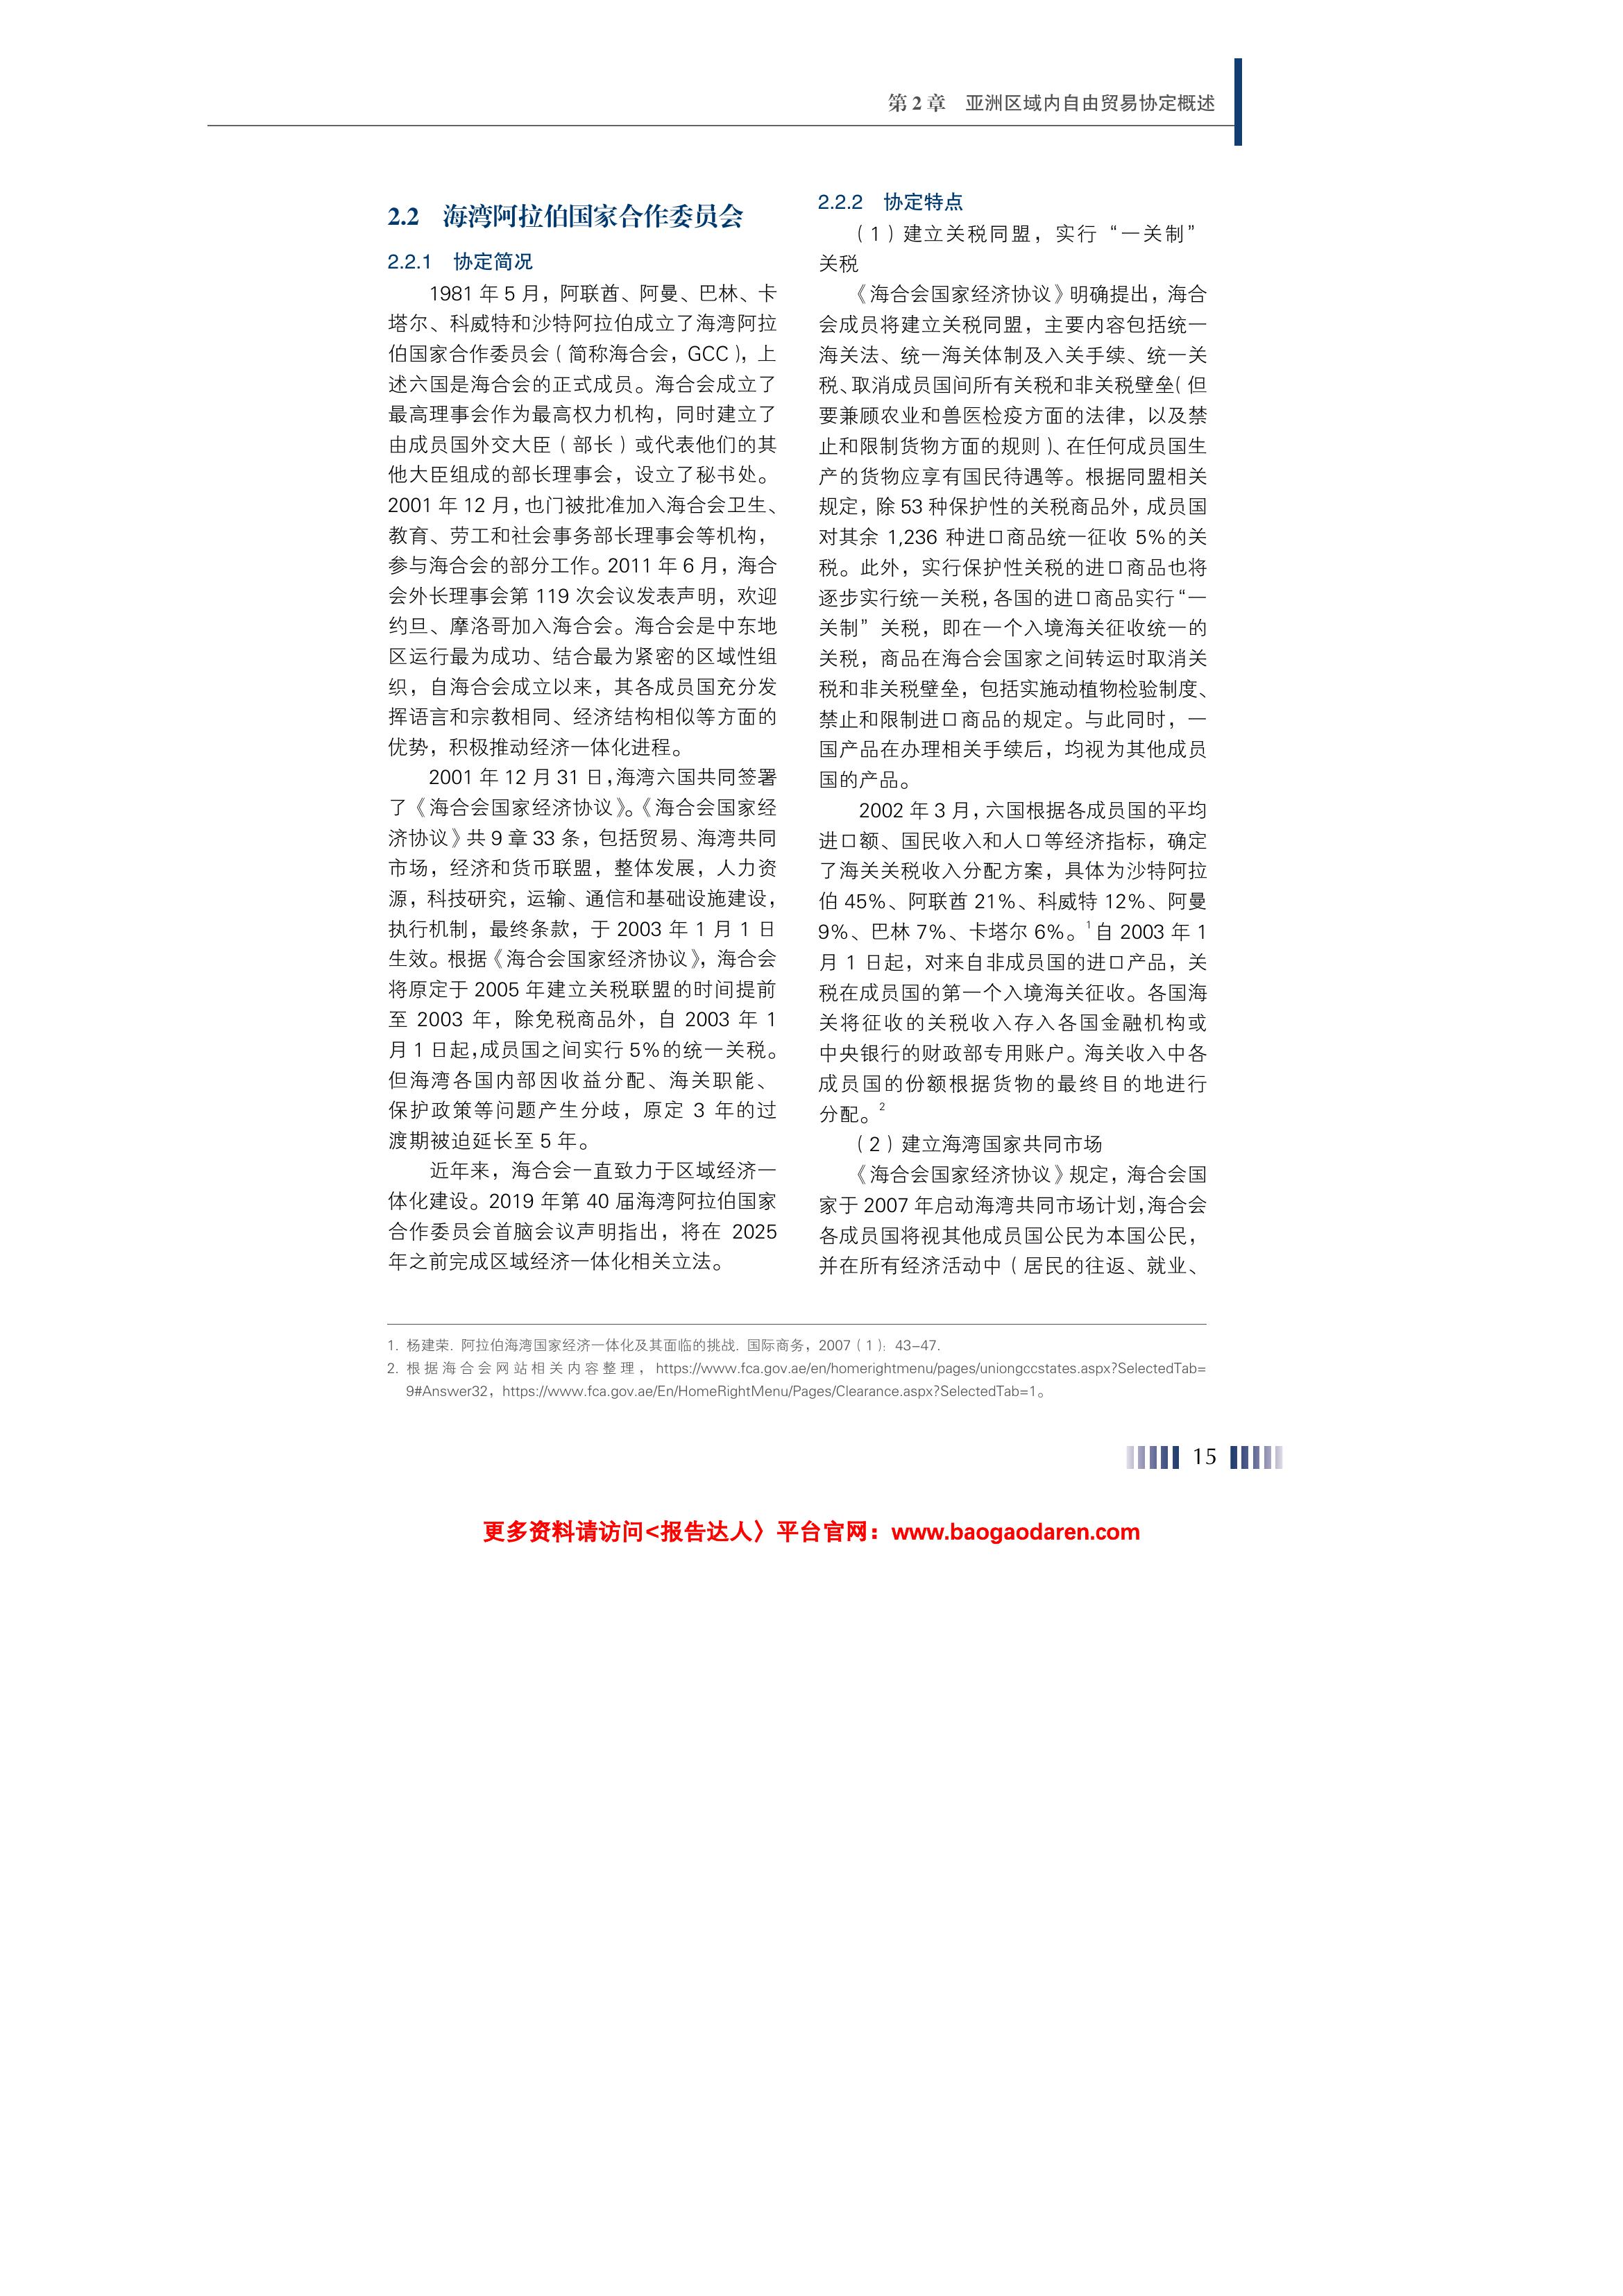 第 2 章 亚洲区域内自由贸易协定概述
2.2 海湾阿拉伯国家合作委员会
2.2.1 协定简况
1981 年 5 月，阿联酋、阿曼、巴林、卡
塔尔、科威特和沙特阿拉伯成立了海湾阿拉
伯国家合作委员会（简称海合会，GCC），上
述六国是海合会的正式成员。海合会成立了
最高理事会作为最高权力机构，同时建立了
由成员国外交大臣（部长）或代表他们的其
他大臣组成的部长理事会，设立了秘书处。
2001 年 12 月，也门被批准加入海合会卫生、
教育、劳工和社会事务部长理事会等机构，
参与海合会的部分工作。2011 年 6 月，海合
会外长理事会第 119 次会议发表声明，欢迎
约旦、摩洛哥加入海合会。海合会是中东地
区运行最为成功、结合最为紧密的区域性组
织，自海合会成立以来，其各成员国充分发
挥语言和宗教相同、经济结构相似等方面的
优势，积极推动经济一体化进程。
2001 年 12 月 31 日，海湾六国共同签署
了《海合会国家经济协议》。《海合会国家经
济协议》共 9 章 33 条，包括贸易、海湾共同
市场，经济和货币联盟，整体发展，人力资
源，科技研究，运输、通信和基础设施建设，
执行机制，最终条款，于 2003 年 1 月 1 日
生效。根据《海合会国家经济协议》，海合会
将原定于 2005 年建立关税联盟的时间提前
至 2003 年，除免税商品外，自 2003 年 1
月 1 日起，成员国之间实行 5%的统一关税。
但海湾各国内部因收益分配、海关职能、
保护政策等问题产生分歧，原定 3 年的过
渡期被迫延长至 5 年。
近年来，海合会一直致力于区域经济一
体化建设。2019 年第 40 届海湾阿拉伯国家
合作委员会首脑会议声明指出，将在 2025
年之前完成区域经济一体化相关立法。
2.2.2 协定特点
（1）建立关税同盟，实行“一关制”
关税
《海合会国家经济协议》明确提出，海合
会成员将建立关税同盟，主要内容包括统一
海关法、统一海关体制及入关手续、统一关
税、取消成员国间所有关税和非关税壁垒（但
要兼顾农业和兽医检疫方面的法律，以及禁
止和限制货物方面的规则）、在任何成员国生
产的货物应享有国民待遇等。根据同盟相关
规定，除 53 种保护性的关税商品外，成员国
对其余 1,236 种进口商品统一征收 5%的关
税。此外，实行保护性关税的进口商品也将
逐步实行统一关税，各国的进口商品实行“一
关制”关税，即在一个入境海关征收统一的
关税，商品在海合会国家之间转运时取消关
税和非关税壁垒，包括实施动植物检验制度、
禁止和限制进口商品的规定。与此同时，一
国产品在办理相关手续后，均视为其他成员
国的产品。
2002 年 3 月，六国根据各成员国的平均
进口额、国民收入和人口等经济指标，确定
了海关关税收入分配方案，具体为沙特阿拉
伯 45%、阿联酋 21%、科威特 12%、阿曼
9%、巴林 7%、卡塔尔 6%。1 自 2003 年 1
月 1 日起，对来自非成员国的进口产品，关
税在成员国的第一个入境海关征收。各国海
关将征收的关税收入存入各国金融机构或
中央银行的财政部专用账户。海关收入中各
成员国的份额根据货物的最终目的地进行
分配。2
（2）建立海湾国家共同市场
《海合会国家经济协议》规定，海合会国
家于 2007 年启动海湾共同市场计划，海合会
各成员国将视其他成员国公民为本国公民，
并在所有经济活动中（居民的往返、就业、
1. 杨建荣. 阿拉伯海湾国家经济一体化及其面临的挑战. 国际商务，2007（1）：43–47.
2. 根据海合会网站相关内容整理，https://www.fca.gov.ae/en/homerightmenu/pages/uniongccstates.aspx?SelectedTab=
9#Answer32，https://www.fca.gov.ae/En/HomeRightMenu/Pages/Clearance.aspx?SelectedTab=1。
15
更多资料请访问<报告达人〉平台官网：www.baogaodaren.com